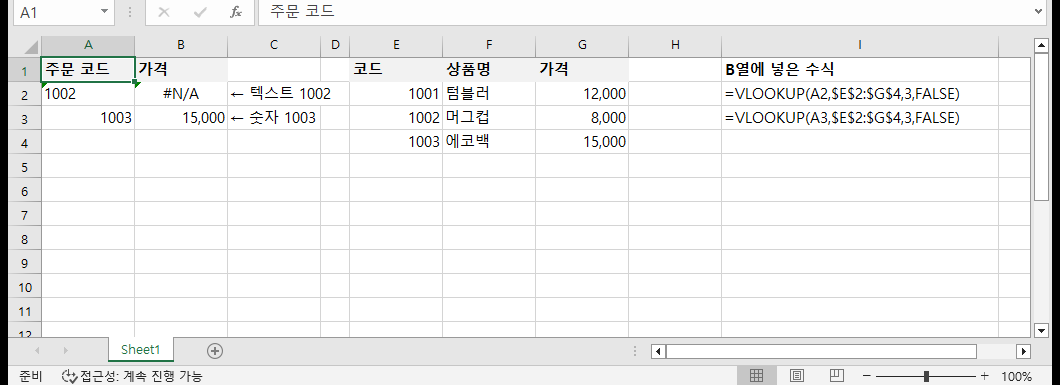 A1 fx 주문 코드
A B C D E F G H I
1 주문 코드 가격 코드 상품명 가격 B열에 넣은 수식
2 1002 #N/A ← 텍스트 1002 1001 텀블러 12,000 =VLOOKUP(A2,$E$2:$G$4,3,FALSE)
3 1003 15,000 ← 숫자 1003 1002 머그컵 8,000 =VLOOKUP(A3,$E$2:$G$4,3,FALSE)
4 1003 에코백 15,000
5
6
7
8
9
10
11
12
Sheet1
준비 접근성: 계속 진행 가능 100%